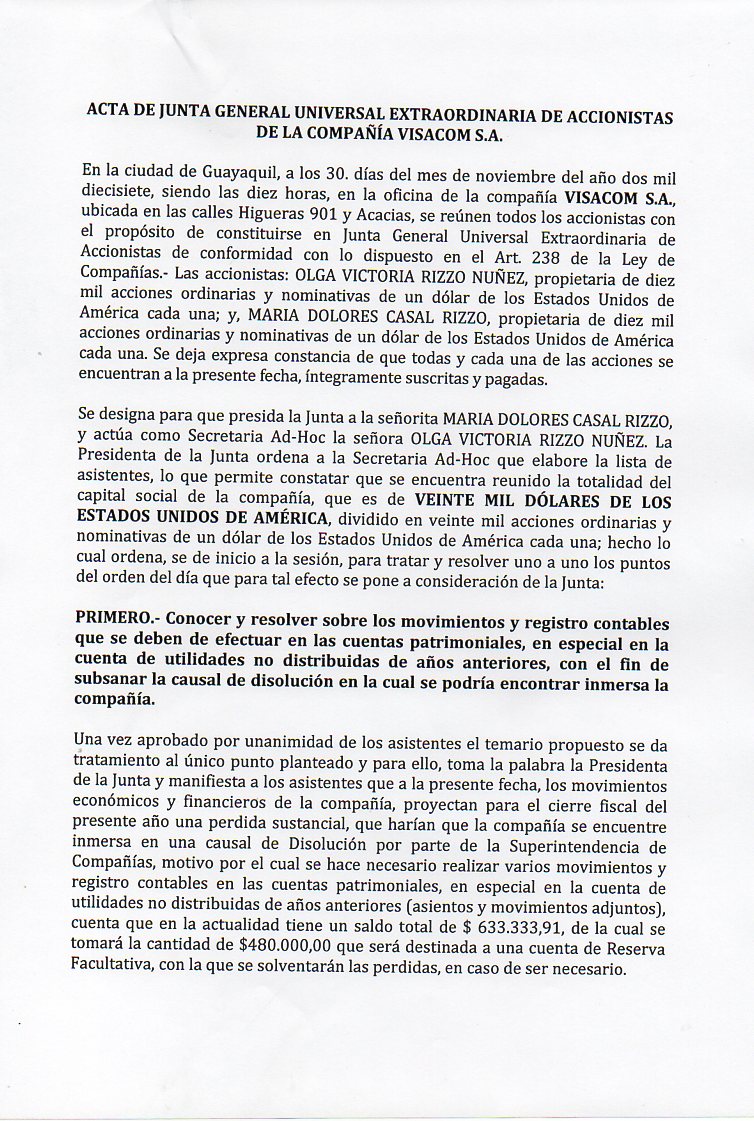 ACTA DE JUNTA GENERAL UNIVERSAL EXTRAORDINARIA DE ACCIONISTAS
DE LA COMPAÑÍA VISACOM S.A.
En la ciudad de Guayaquil, a los 30. días del mes de noviembre del año dos mil
diecisiete, siendo las diez horas, en la oficina de la compañía VISACOM S.A.,
ubicada en las calles Higueras 901 y Acacias, se reúnen todos los accionistas con
el propósito de constituirse en Junta General Universal Extraordinaria de
Accionistas de conformidad con lo dispuesto en el Art. 238 de la Ley de
Compañías.- Las accionistas: OLGA VICTORIA RIZZO NUÑEZ, propietaria de diez
mil acciones ordinarias y nominativas de un dólar de los Estados Unidos de
América cada una; y, MARIA DOLORES CASAL RIZZO, propietaria de diez mil
acciones ordinarias y nominativas de un dólar de los Estados Unidos de América
cada una. Se deja expresa constancia de que todas y cada una de las acciones se
encuentran a la presente fecha, íntegramente suscritas y pagadas.
Se designa para que presida la Junta a la señorita MARIA DOLORES CASAL RIZZO,
y actúa como Secretaria Ad-Hoc la señora OLGA VICTORIA RIZZO NUÑEZ. La
Presidenta de la Junta ordena a la Secretaria Ad-Hoc que elabore la lista de
asistentes, lo que permite constatar que se encuentra reunido la totalidad del
capital social de la compañía, que es de VEINTE MIL DÓLARES DE LOS
ESTADOS UNIDOS DE AMÉRICA, dividido en veinte mil acciones ordinarias y
nominativas de un dólar de los Estados Unidos de América cada una; hecho lo
cual ordena, se de inicio a la sesión, para tratar y resolver uno a uno los puntos
del orden del día que para tal efecto se pone a consideración de la Junta:
PRIMERO.- Conocer y resolver sobre los movimientos y registro contables
que se deben de efectuar en las cuentas patrimoniales, en especial en la
cuenta de utilidades no distribuidas de años anteriores, con el fin de
subsanar la causal de disolución en la cual se podría encontrar inmersa la
compañía.
Una vez aprobado por unanimidad de los asistentes el temario propuesto se da
tratamiento al único punto planteado y para ello, toma la palabra la Presidenta
de la Junta y manifiesta a los asistentes que a la presente fecha, los movimientos
económicos y financieros de la compañía, proyectan para el cierre fiscal del
presente año una perdida sustancial, que harían que la compañía se encuentre
inmersa en una causal de Disolución por parte de la Superintendencia de
Compañías, motivo por el cual se hace necesario realizar varios movimientos y
registro contables en las cuentas patrimoniales, en especial en la cuenta de
utilidades no distribuidas de años anteriores (asientos y movimientos adjuntos),
cuenta que en la actualidad tiene un saldo total de $ 633.333,91, de la cual se
tomará la cantidad de $480.000,00 que será destinada a una cuenta de Reserva
Facultativa, con la que se solventarán las perdidas, en caso de ser necesario.